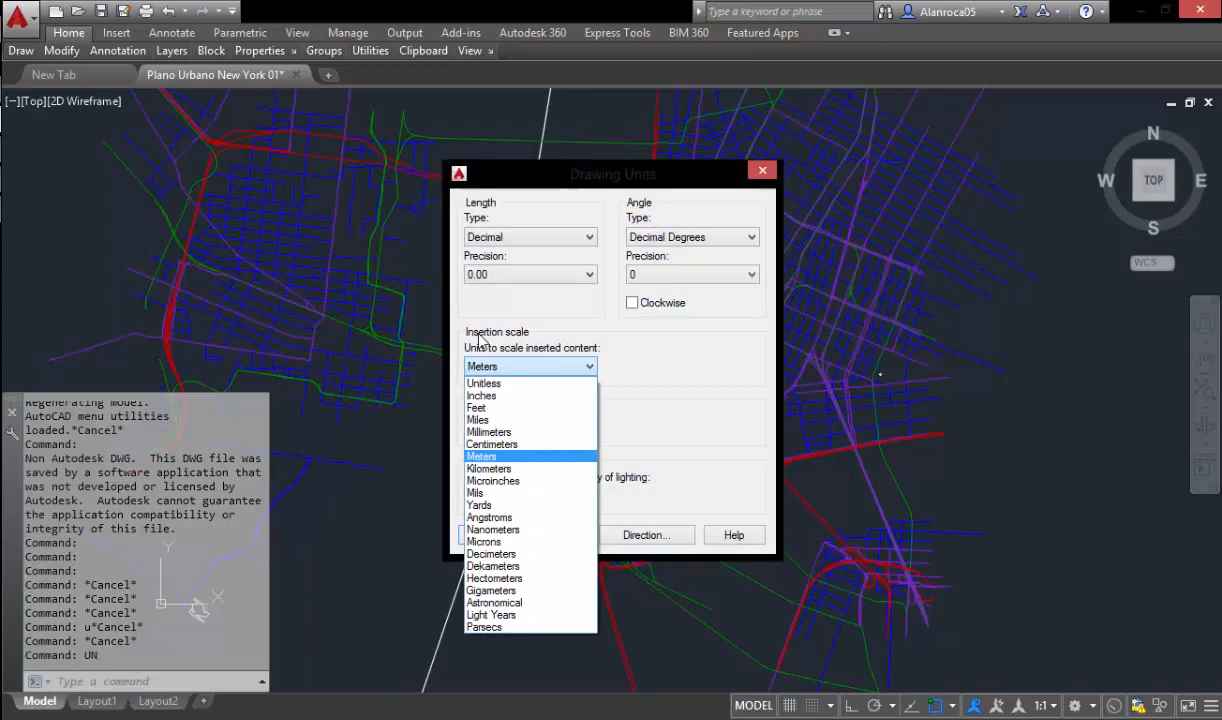 Type a keyword or phrase
Alanroca05
Home Insert Annotate Parametric View Manage Output Add-ins Autodesk 360 Express Tools BIM 360 Featured Apps
Draw Modify Annotation Layers Block Properties Groups Utilities Clipboard View
New Tab
Plano Urbano New York 01*
[−][Top][2D Wireframe]
N
W TOP E
S
WCS
Drawing Units
Length
Type:
Decimal
Precision:
0.00
Angle
Type:
Decimal Degrees
Precision:
0
Clockwise
Insertion scale
Units to scale inserted content:
Meters
Unitless
Inches
Feet
Miles
Millimeters
Centimeters
Meters
Kilometers
Microinches
Mils
Yards
Angstroms
Nanometers
Microns
Decimeters
Dekameters
Hectometers
Gigameters
Astronomical
Light Years
Parsecs
y of lighting:
Direction...
Help
Regenerating model.
AutoCAD menu utilities
loaded.*Cancel*
Command:
Non Autodesk DWG. This DWG file was
saved by a software application that
was not developed or licensed by
Autodesk. Autodesk cannot guarantee
the application compatibility or
integrity of this file.
Command:
Command:
Command:
Command: *Cancel*
Command: *Cancel*
Command: *Cancel*
Command: u*Cancel*
Command: *Cancel*
Command: UN
Y
X
Type a command
Model Layout1 Layout2 +
MODEL
1:1